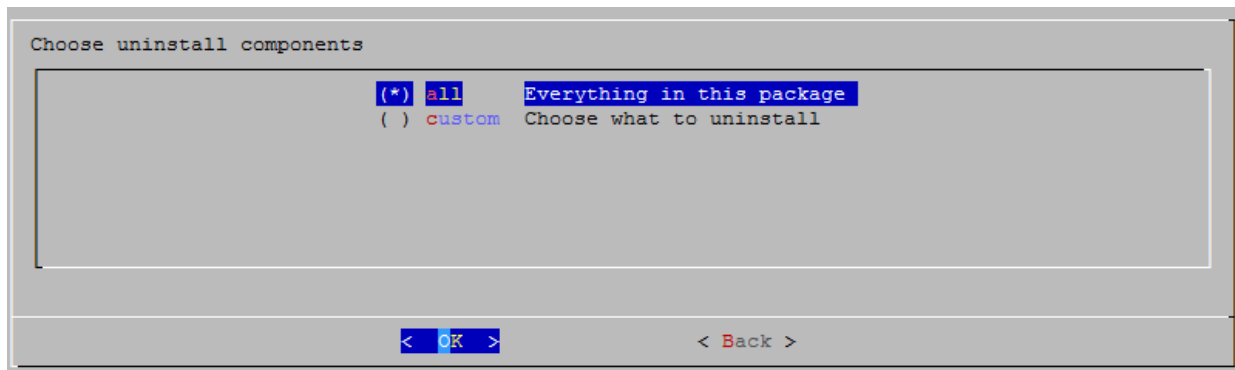 Choose uninstall components
(*) all Everything in this package
( ) custom Choose what to uninstall
< OK > < Back >